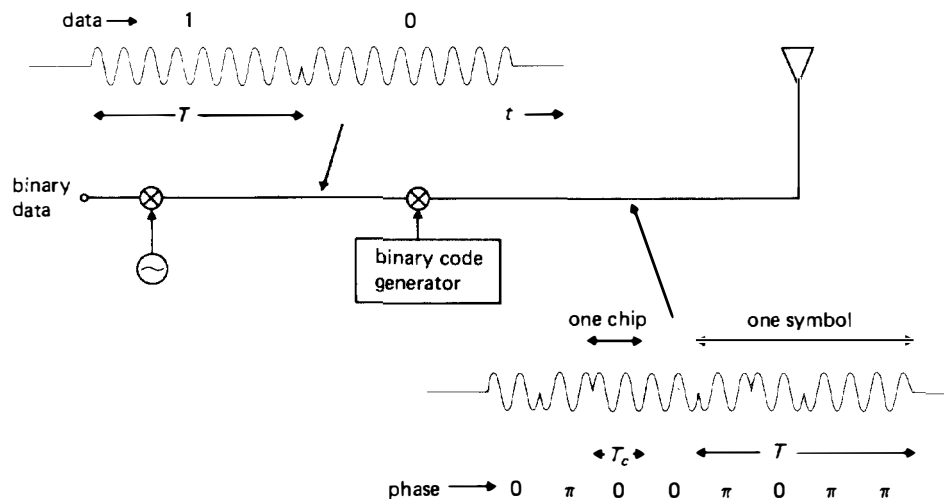 data → 1 0
T t →
binary
data
binary code
generator
one chip one symbol
T_c T
phase → 0 π 0 0 π 0 π π